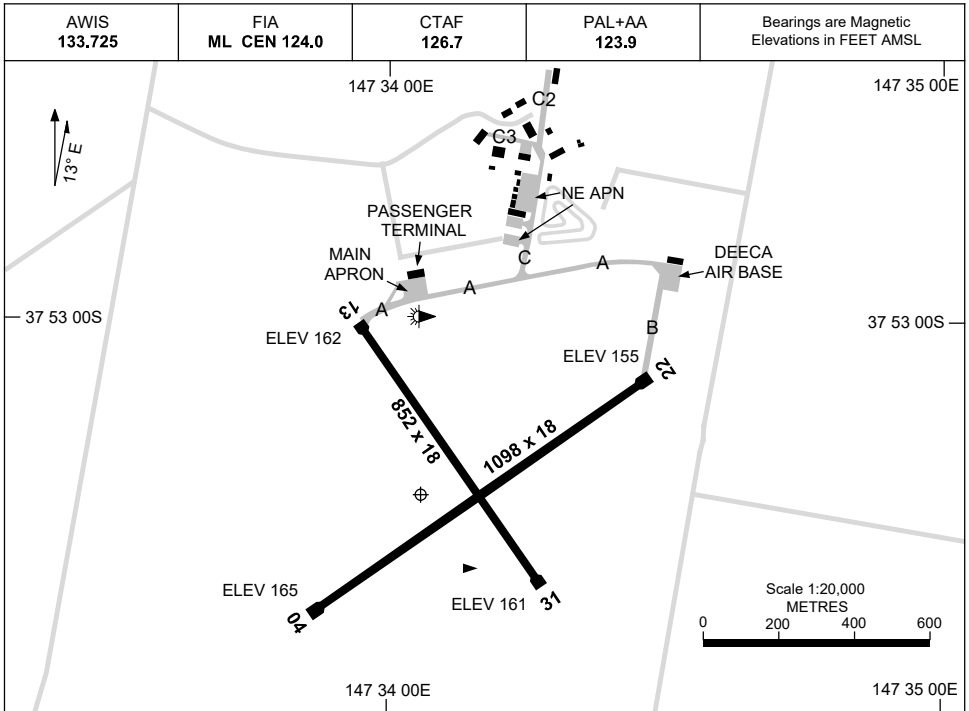 AWIS
133.725
FIA
ML CEN 124.0
CTAF
126.7
PAL+AA
123.9
Bearings are Magnetic
Elevations in FEET AMSL
147 34 00E
147 35 00E
13° E
C2
C3
NE APN
PASSENGER
TERMINAL
MAIN
APRON
C
A
DEECA
AIR BASE
A
A
13
37 53 00S
37 53 00S
ELEV 162
B
ELEV 155
22
852 x 18
1098 x 18
ELEV 165
04
ELEV 161
31
Scale 1:20,000
METRES
0 200 400 600
147 34 00E
147 35 00E